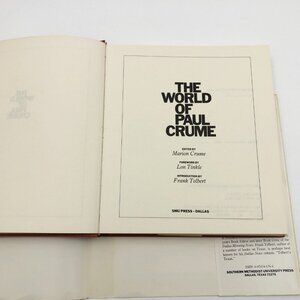 THE
WORLD
OF
PAUL
CRUME
EDITED BY
Marion Crume
FOREWORD BY
Lon Tinkle
INTRODUCTION BY
Frank Tolbert
SMU PRESS · DALLAS
SOUTHERN METHODIST UNIVERSITY PRESS
DALLAS, TEXAS 75275